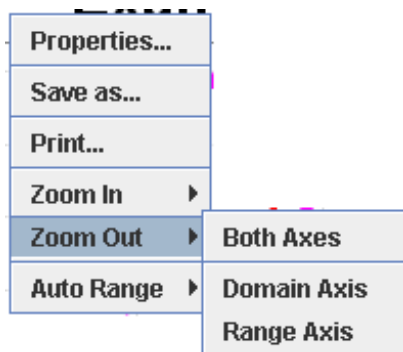 Properties...
Save as...
Print...
Zoom In
Zoom Out
Both Axes
Auto Range
Domain Axis
Range Axis